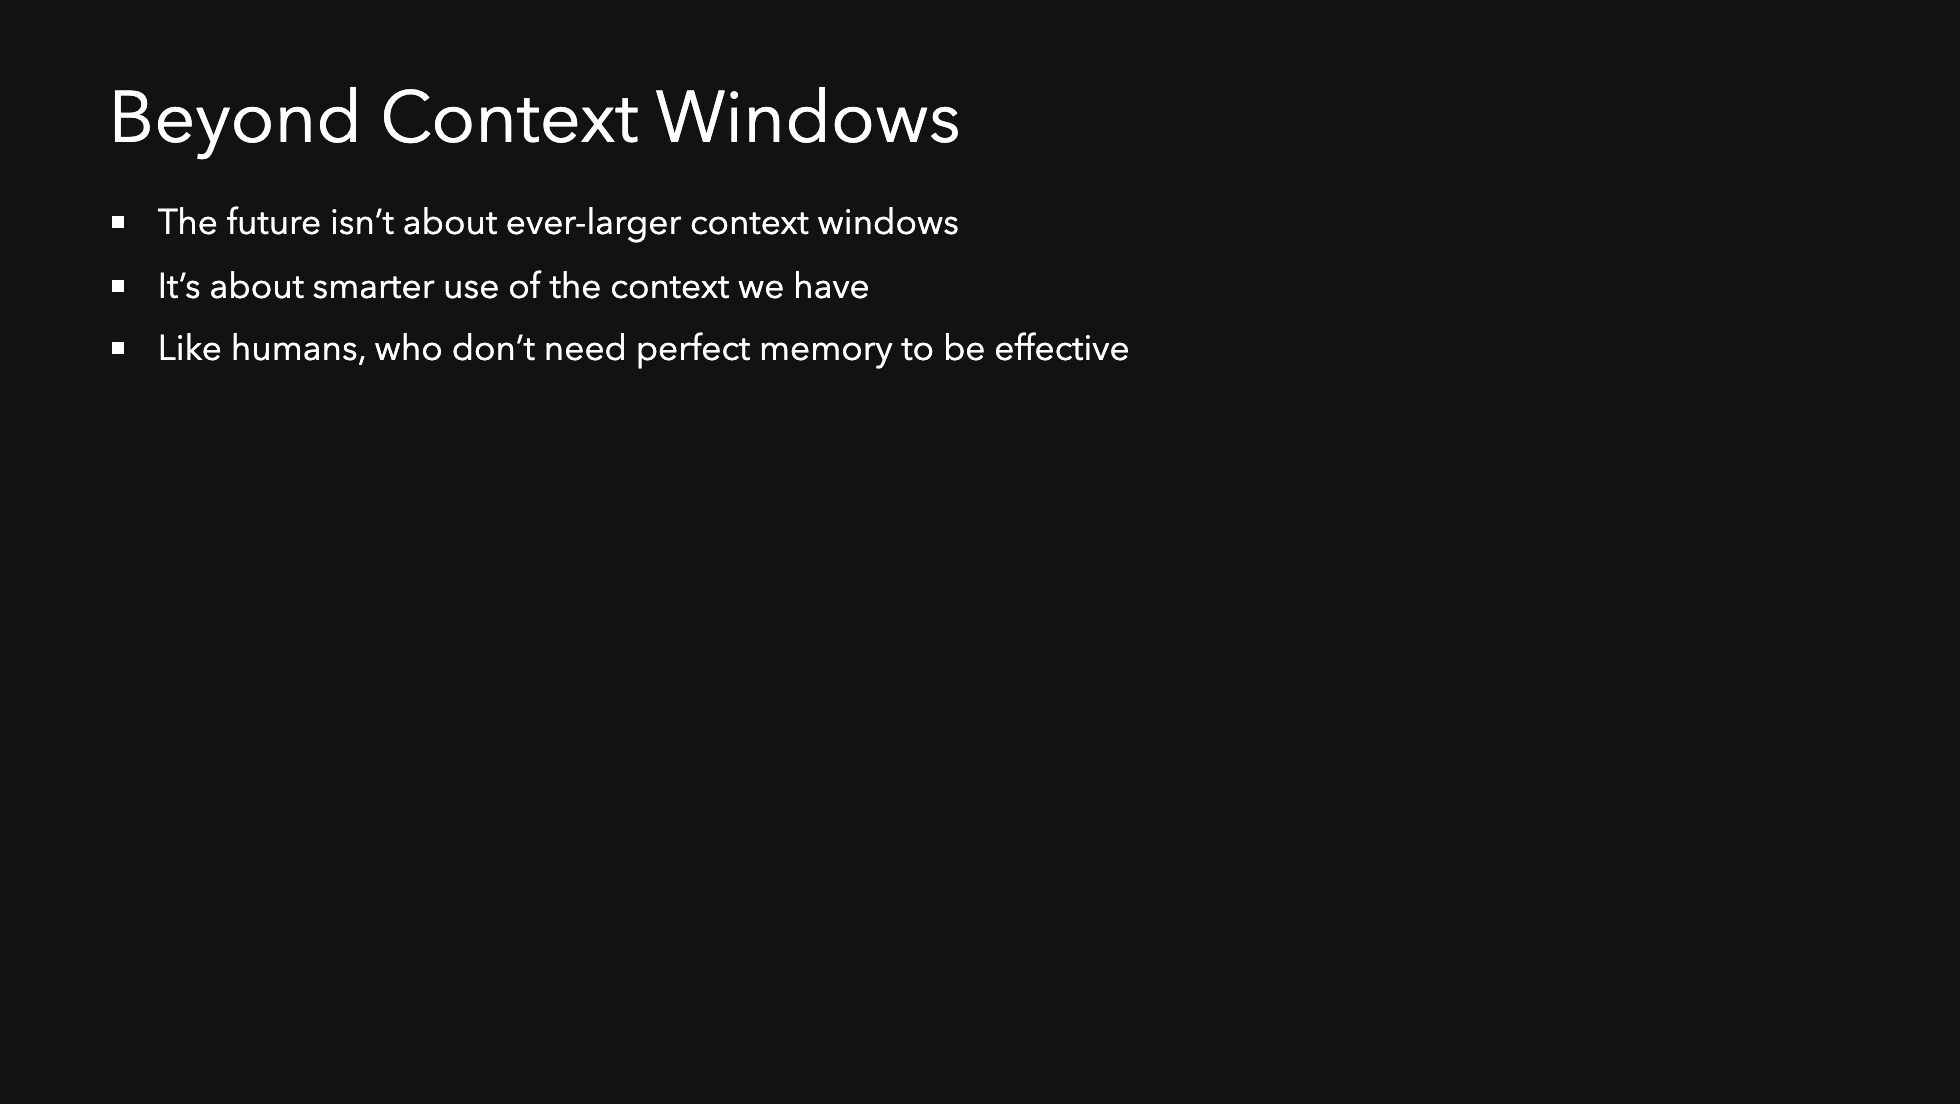 Beyond Context Windows
▪ The future isn’t about ever-larger context windows
▪ It’s about smarter use of the context we have
▪ Like humans, who don’t need perfect memory to be effective